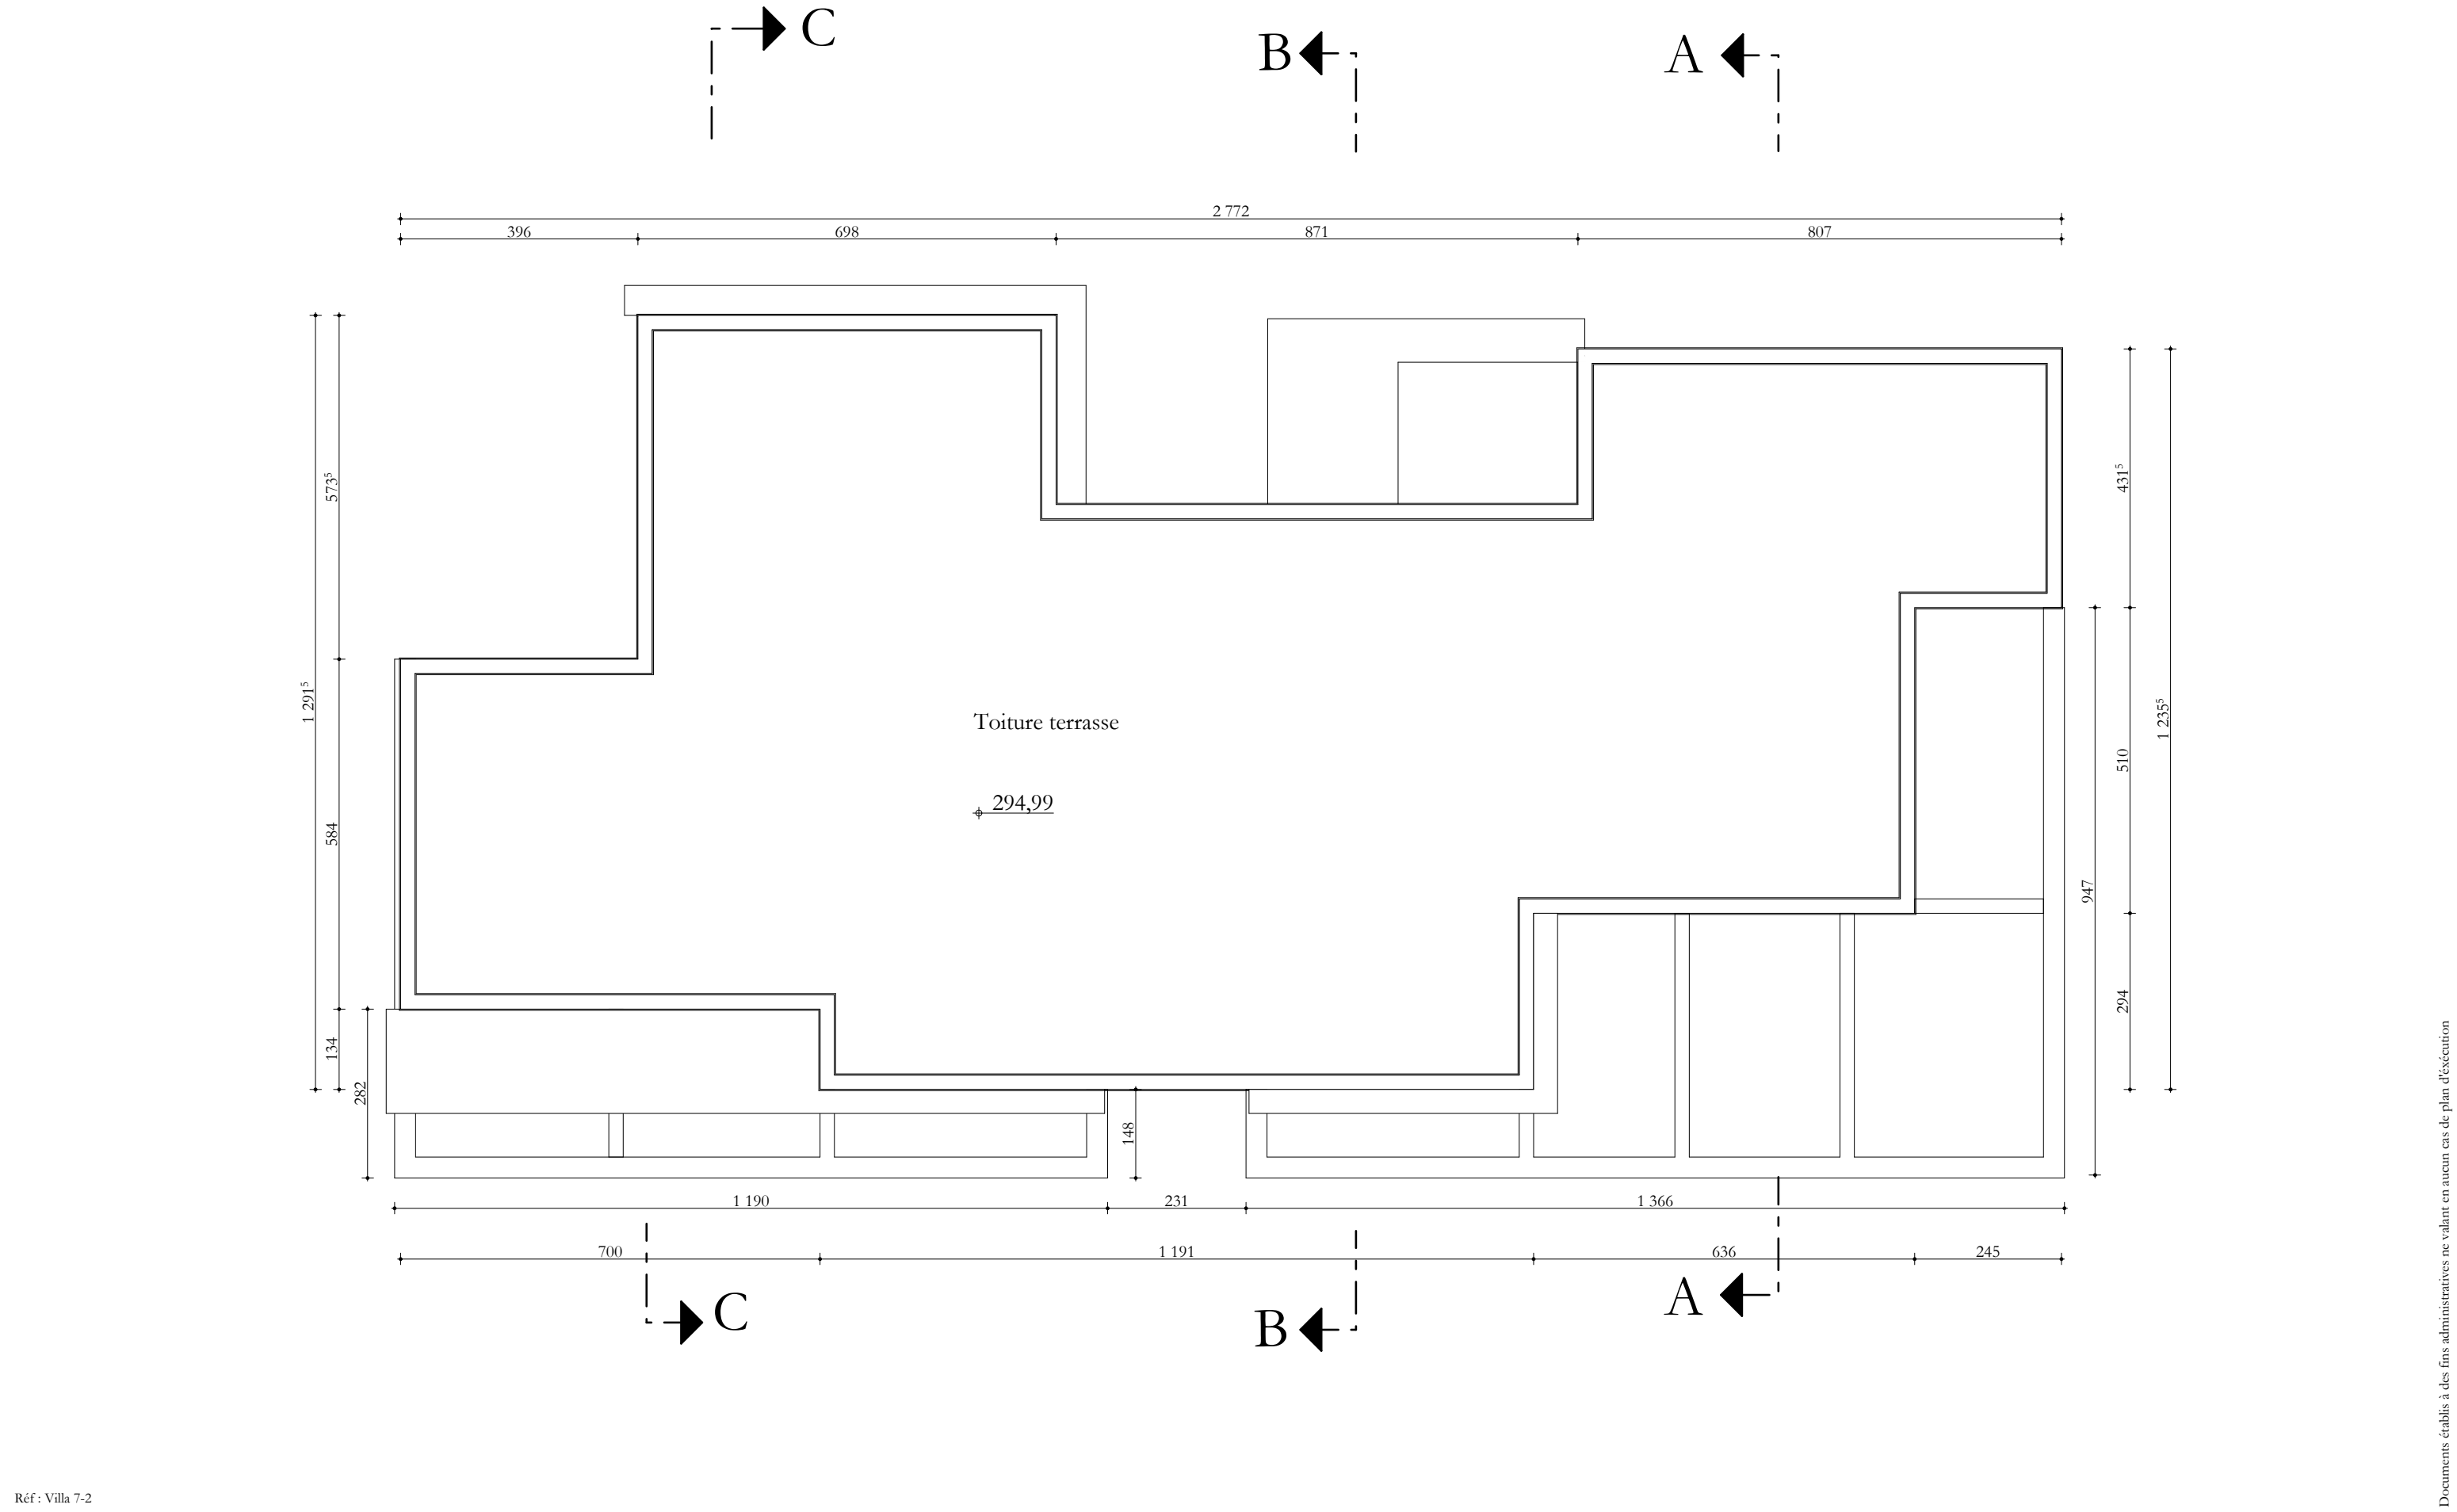 C
B
A
2 772
396 698 871 807
573⁵
431⁵
1 291⁵
1 235⁵
Toiture terrasse
510
294,99
584
947
294
134
282
148
1 190 231 1 366
700 1 191 636 245
C
B
A
Documents établis à des fins administratives ne valant en aucun cas de plan d'éxécution
Réf : Villa 7-2